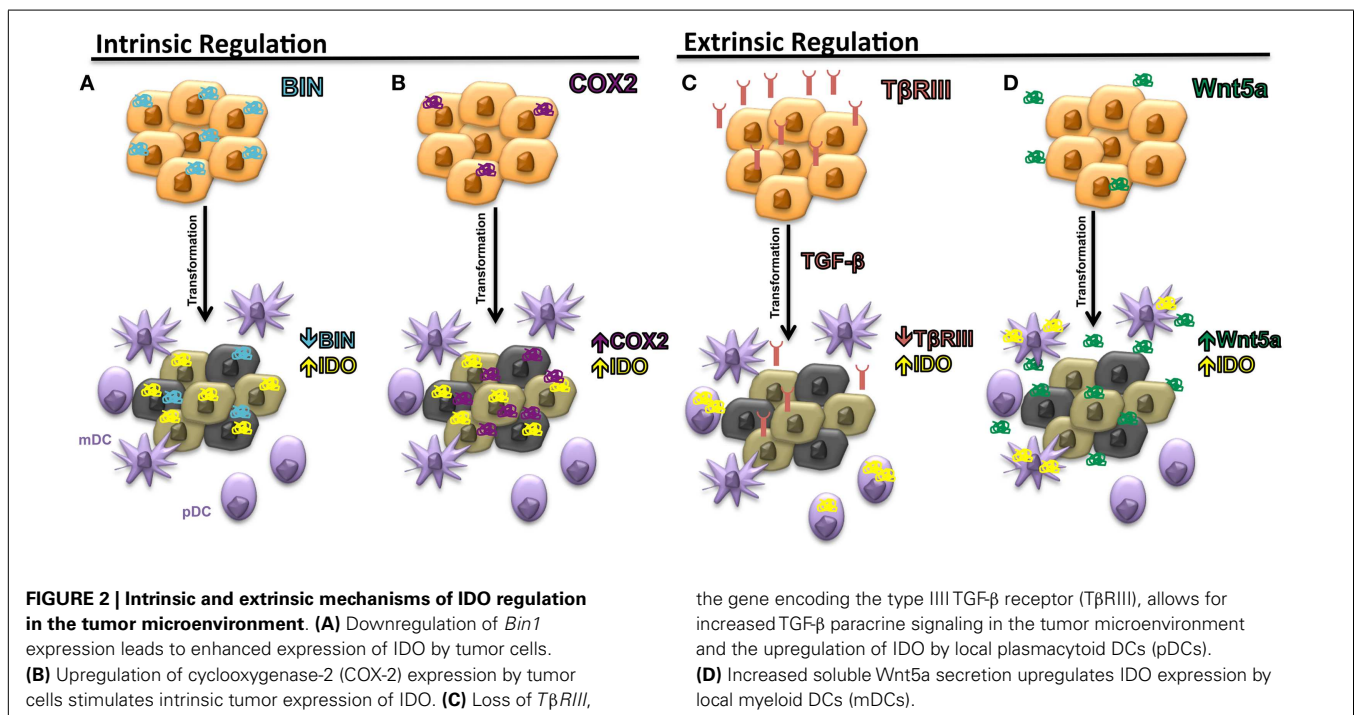 Intrinsic Regulation
Extrinsic Regulation
A
BIN
Transformation
↓BIN
↑IDO
mDC
pDC
B
COX2
Transformation
↑COX2
↑IDO
C
TβRIII
Transformation
TGF-β
↓TβRIII
↑IDO
D
Wnt5a
Transformation
↑Wnt5a
↑IDO
FIGURE 2 | Intrinsic and extrinsic mechanisms of IDO regulation
in the tumor microenvironment. (A) Downregulation of Bin1
expression leads to enhanced expression of IDO by tumor cells.
(B) Upregulation of cyclooxygenase-2 (COX-2) expression by tumor
cells stimulates intrinsic tumor expression of IDO. (C) Loss of TβRIII,
the gene encoding the type IIII TGF-β receptor (TβRIII), allows for
increased TGF-β paracrine signaling in the tumor microenvironment
and the upregulation of IDO by local plasmacytoid DCs (pDCs).
(D) Increased soluble Wnt5a secretion upregulates IDO expression by
local myeloid DCs (mDCs).